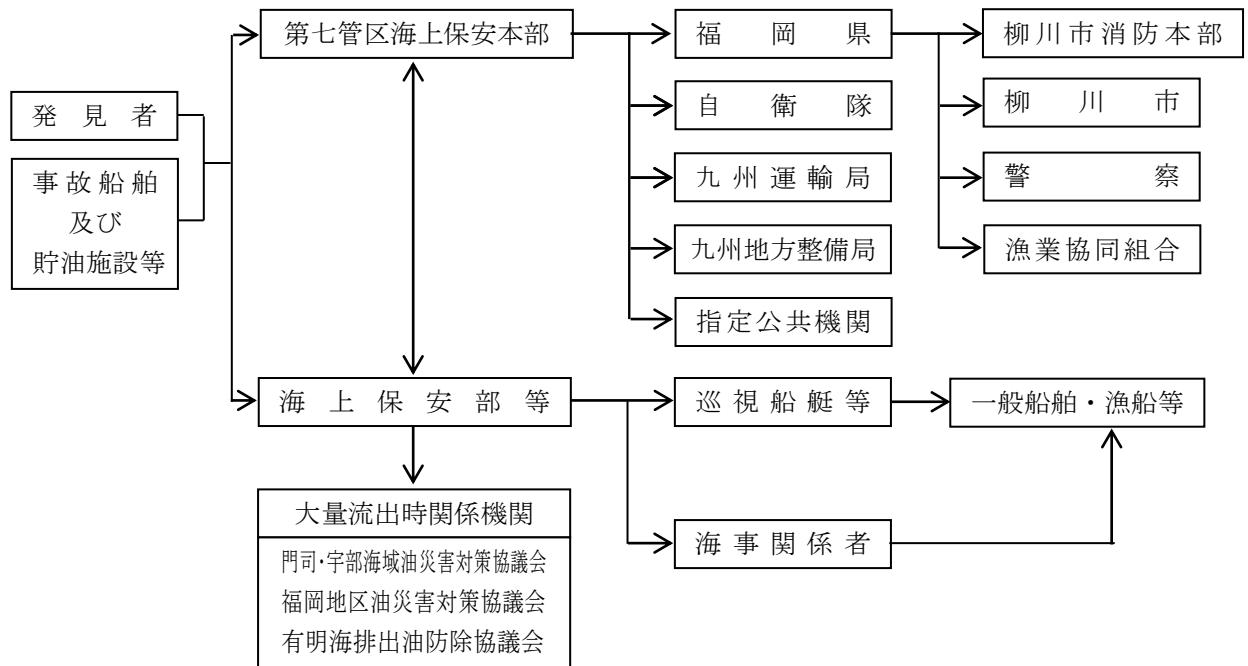 第七管区海上保安本部
福岡県
柳川市消防本部
発見者
自衛隊
柳川市
事故船舶
及び
貯油施設等
九州運輸局
警察
九州地方整備局
漁業協同組合
指定公共機関
海上保安部等
巡視船艇等
一般船舶・漁船等
大量流出時関係機関
門司・宇部海域油災害対策協議会
福岡地区油災害対策協議会
有明海排出油防除協議会
海事関係者